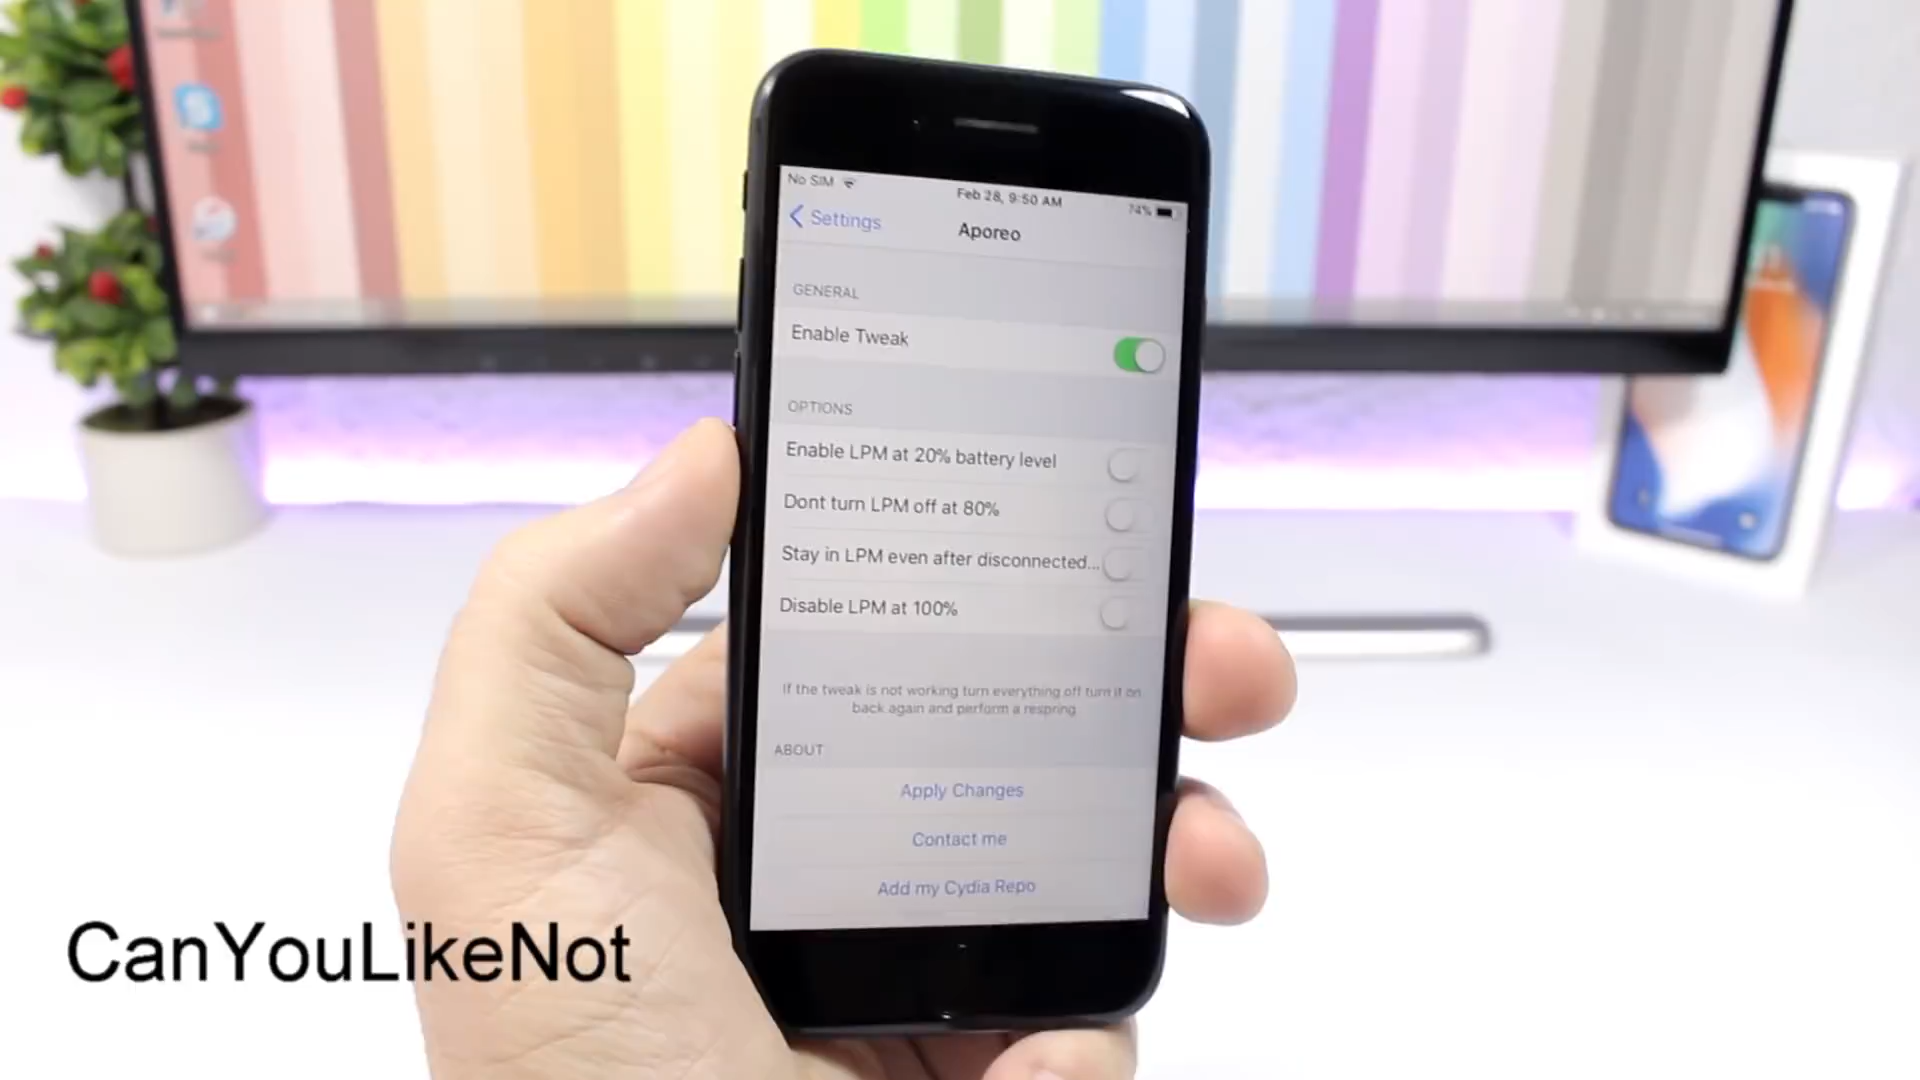 No SIM
Feb 28, 9:50 AM
74%
Settings
Aporeo
GENERAL
Enable Tweak
OPTIONS
Enable LPM at 20% battery level
Dont turn LPM off at 80%
Stay in LPM even after disconnected...
Disable LPM at 100%
If the tweak is not working turn everything off turn it on
back again and perform a respring
ABOUT
Apply Changes
Contact me
Add my Cydia Repo
CanYouLikeNot